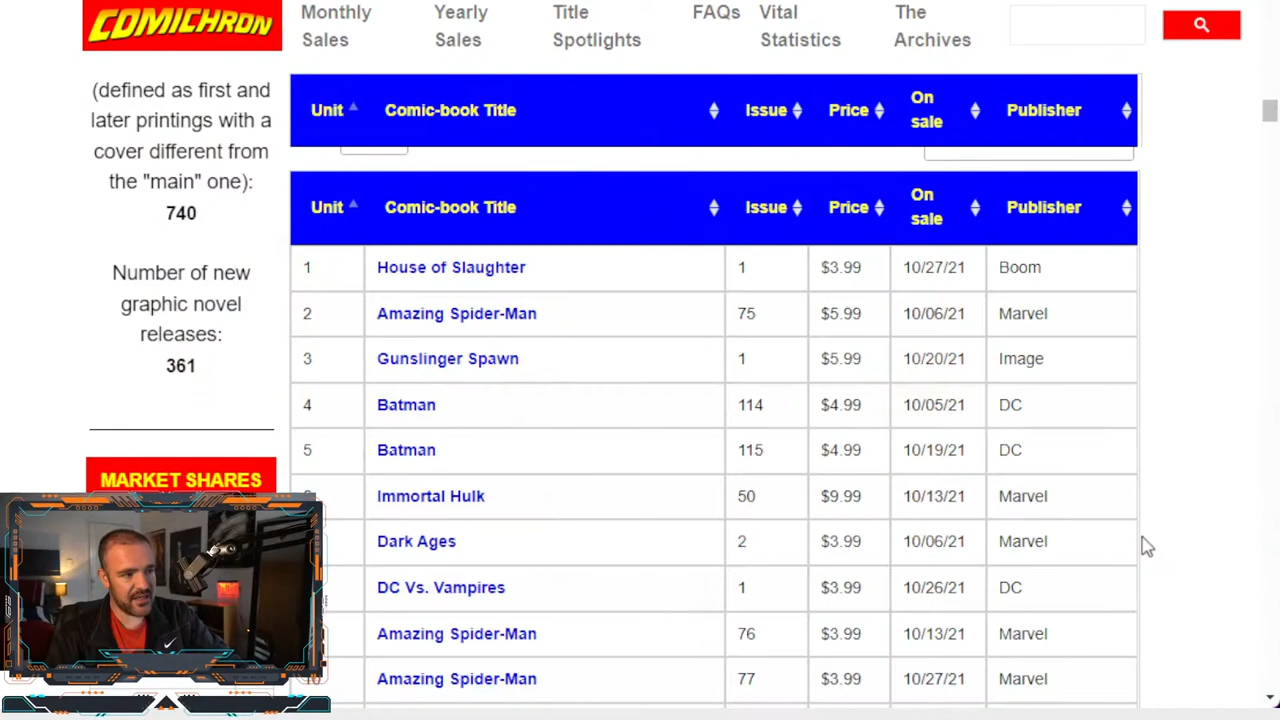 COMICHRON
Monthly Sales
Yearly Sales
Title Spotlights
FAQs
Vital Statistics
The Archives
(defined as first and
later printings with a
cover different from
the "main" one):
740
Number of new
graphic novel
releases:
361
MARKET SHARES
Unit Comic-book Title Issue Price On sale Publisher
Unit Comic-book Title Issue Price On sale Publisher
1 House of Slaughter 1 $3.99 10/27/21 Boom
2 Amazing Spider-Man 75 $5.99 10/06/21 Marvel
3 Gunslinger Spawn 1 $5.99 10/20/21 Image
4 Batman 114 $4.99 10/05/21 DC
5 Batman 115 $4.99 10/19/21 DC
Immortal Hulk 50 $9.99 10/13/21 Marvel
Dark Ages 2 $3.99 10/06/21 Marvel
DC Vs. Vampires 1 $3.99 10/26/21 DC
Amazing Spider-Man 76 $3.99 10/13/21 Marvel
Amazing Spider-Man 77 $3.99 10/27/21 Marvel